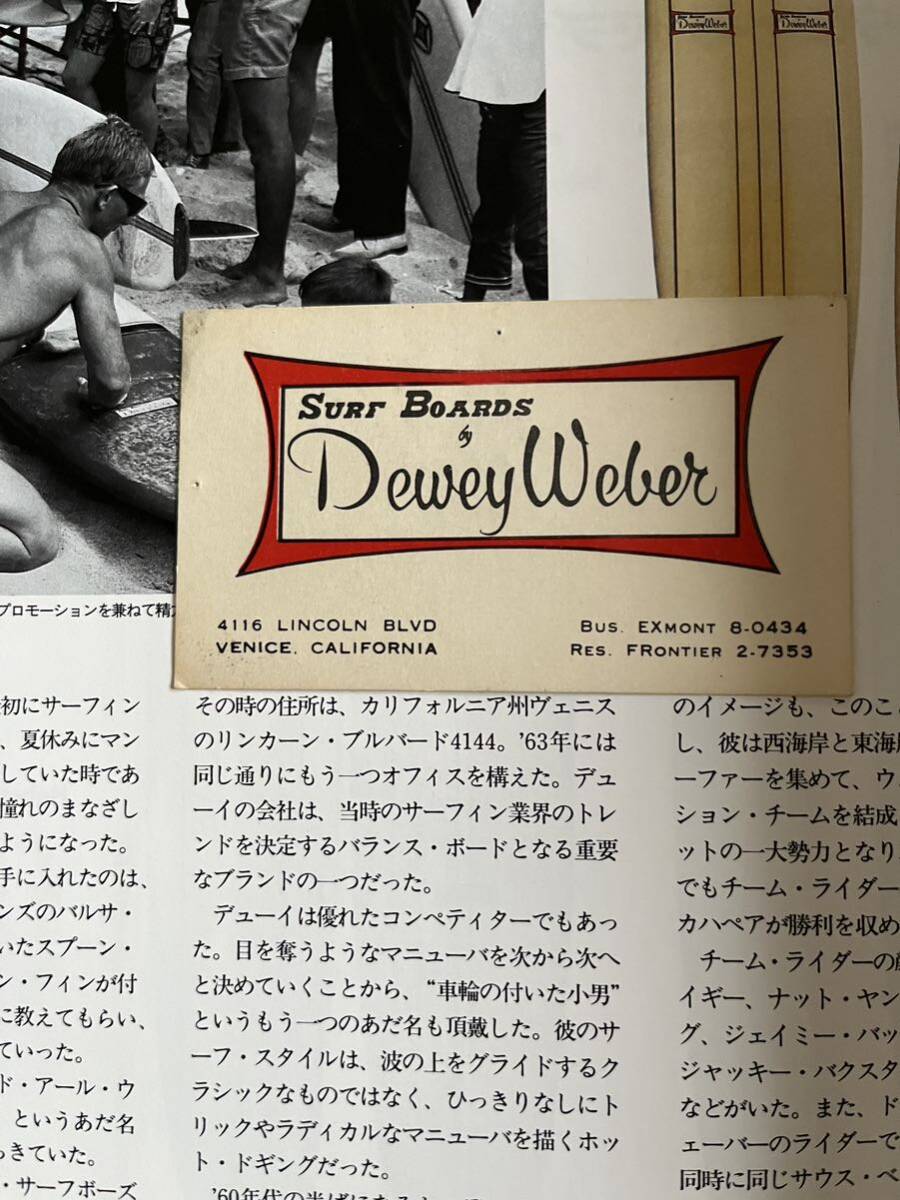 Surf Boards
Dewey Weber
Surf Boards
Dewey Weber
SURF BOARDS
by
Dewey Weber
4116 LINCOLN BLVD
VENICE, CALIFORNIA
BUS. EXMONT 8-0434
RES. FRONTIER 2-7353
プロモーションを兼ねて精
初にサーフィン
、夏休みにマン
していた時であ
憧れのまなざし
ようになった。
手に入れたのは、
ンズのバルサ・
いたスプーン・
ン・フィンが付
に教えてもらい、
ていった。
ド・アール・ウ
というあだ名
っきていた。
・サーフボーズ
その時の住所は、カリフォルニア州ヴェニス
のリンカーン・ブルバード4144。’63年には
同じ通りにもう一つオフィスを構えた。デュ
ーイの会社は、当時のサーフィン業界のトレ
ンドを決定するバランス・ボードとなる重要
なブランドの一つだった。
デューイは優れたコンペティターでもあっ
た。目を奪うようなマニューバを次から次へ
と決めていくことから、“車輪の付いた小男”
というもう一つのあだ名も頂戴した。彼のサ
ーフ・スタイルは、波の上をグライドするク
ラシックなものではなく、ひっきりなしにト
リックやラディカルなマニューバを描くホッ
ト・ドギングだった。
’60年代の半ばになると
のイメージも、このこ
し、彼は西海岸と東海
ーファーを集めて、ウ
ション・チームを結成
ットの一大勢力となり
でもチーム・ライダー
カハペアが勝利を収め
チーム・ライダーの
イギー、ナット・ヤン
グ、ジェイミー・バッ
ジャッキー・バクスタ
などがいた。また、ド
ェーバーのライダーで
同時に同じサウス・ベ